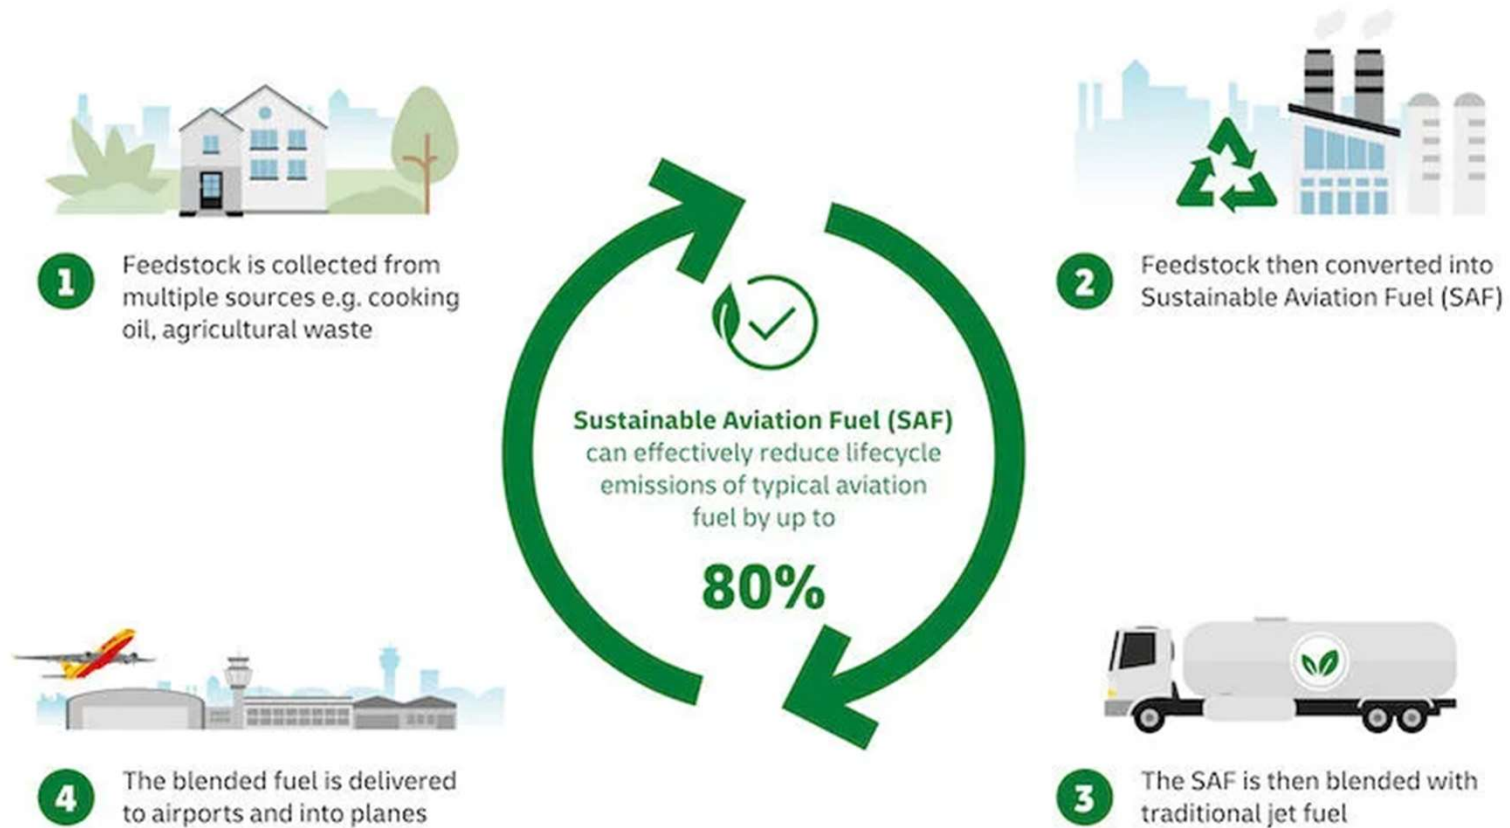 1
Feedstock is collected from
multiple sources e.g. cooking
oil, agricultural waste
2
Feedstock then converted into
Sustainable Aviation Fuel (SAF)
Sustainable Aviation Fuel (SAF)
can effectively reduce lifecycle
emissions of typical aviation
fuel by up to
80%
3
The SAF is then blended with
traditional jet fuel
4
The blended fuel is delivered
to airports and into planes